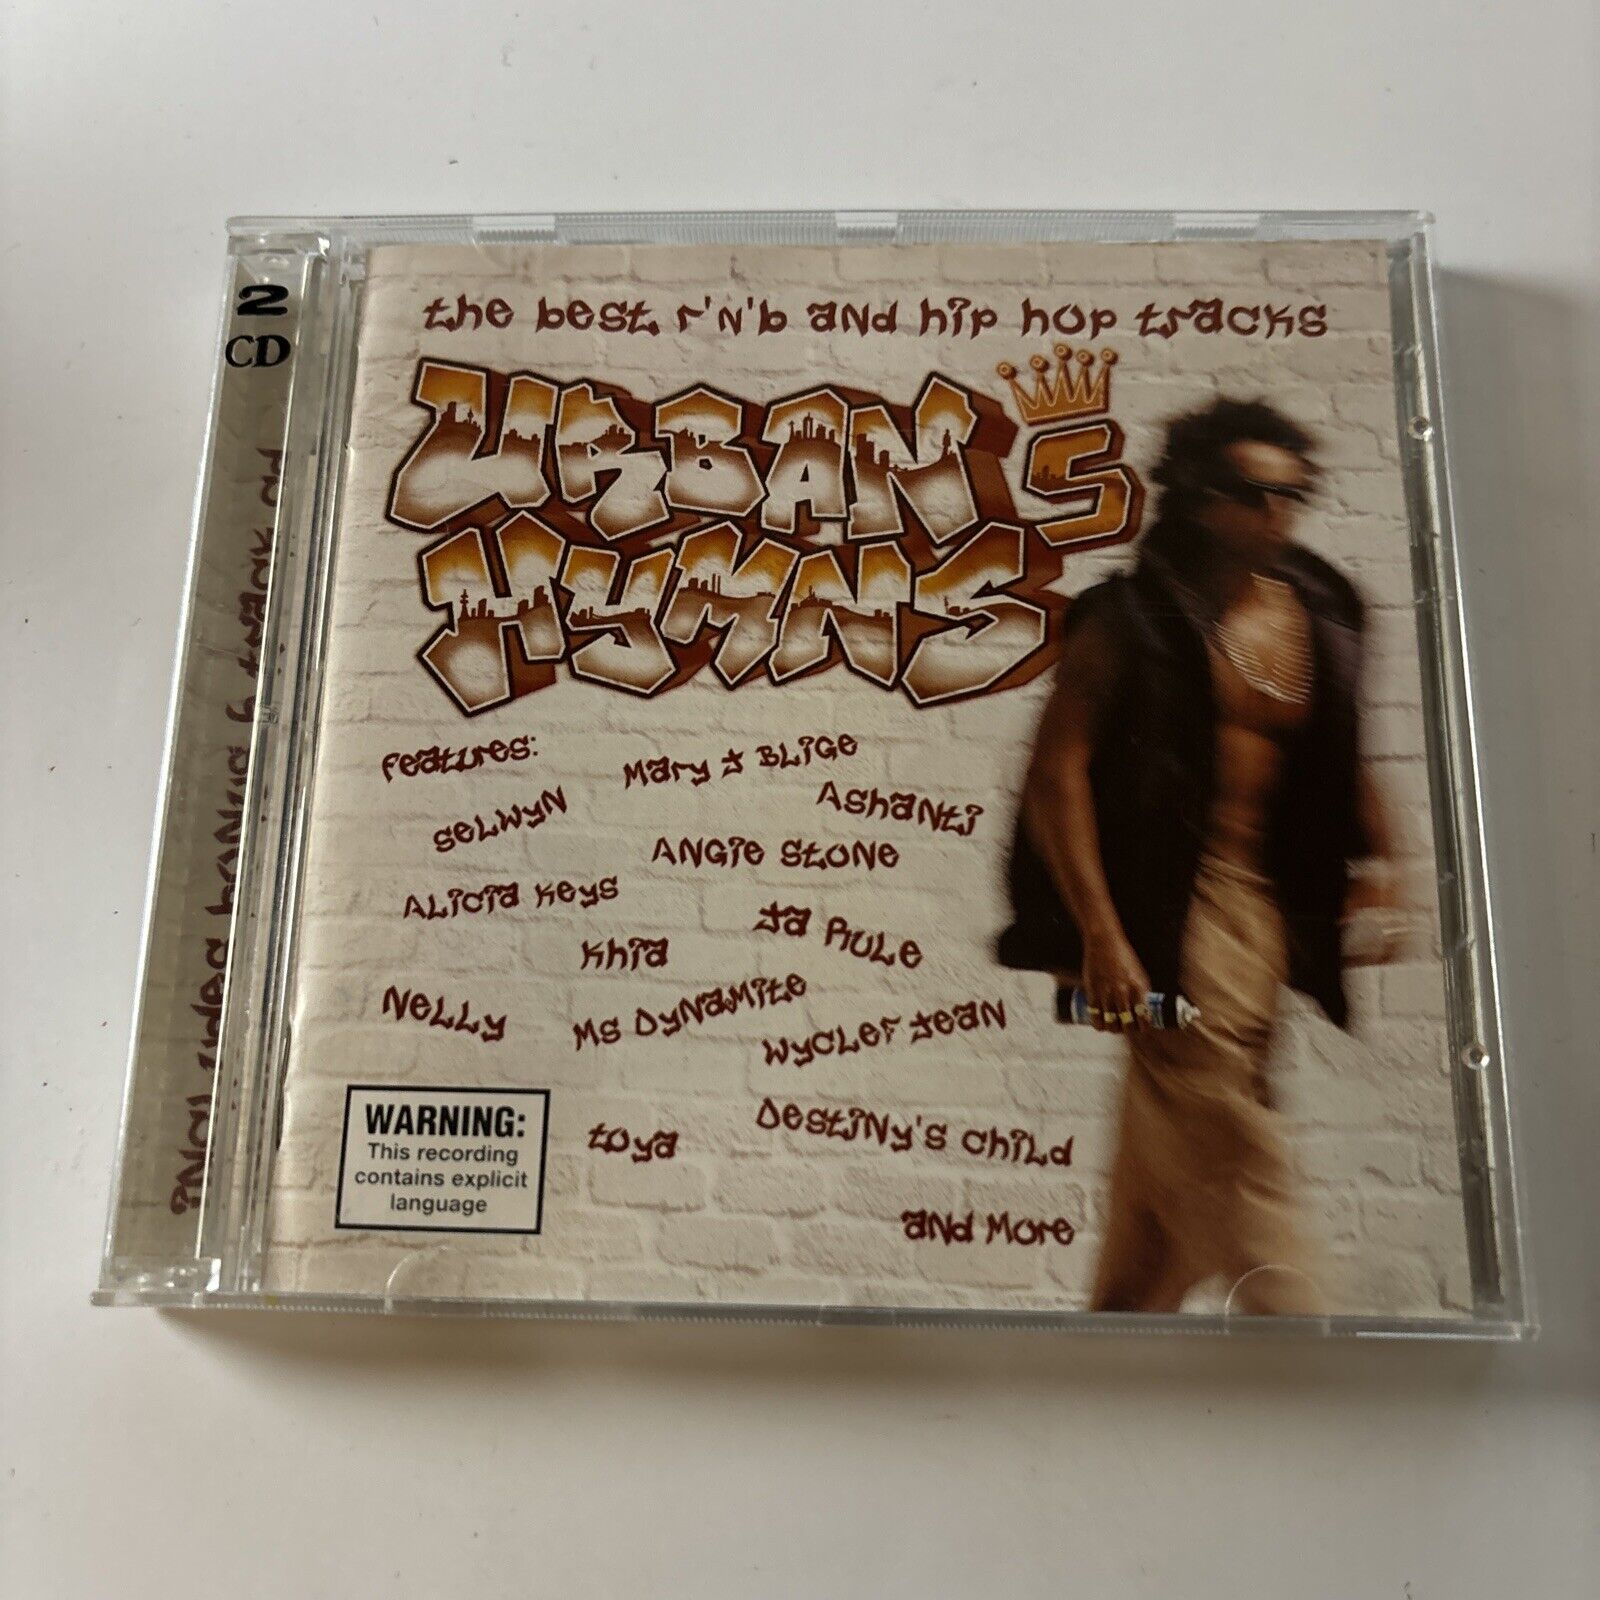 2
CD
the best r'n'b and hip hop tracks
URBAN 5
HYMNS
features:
Mary J Blige
Selwyn
Ashanti
Angie Stone
Alicia Keys
Ja Rule
Khia
Nelly
Ms Dynamite
Wyclef Jean
Toya
Destiny's Child
and more
WARNING:
This recording
contains explicit
language